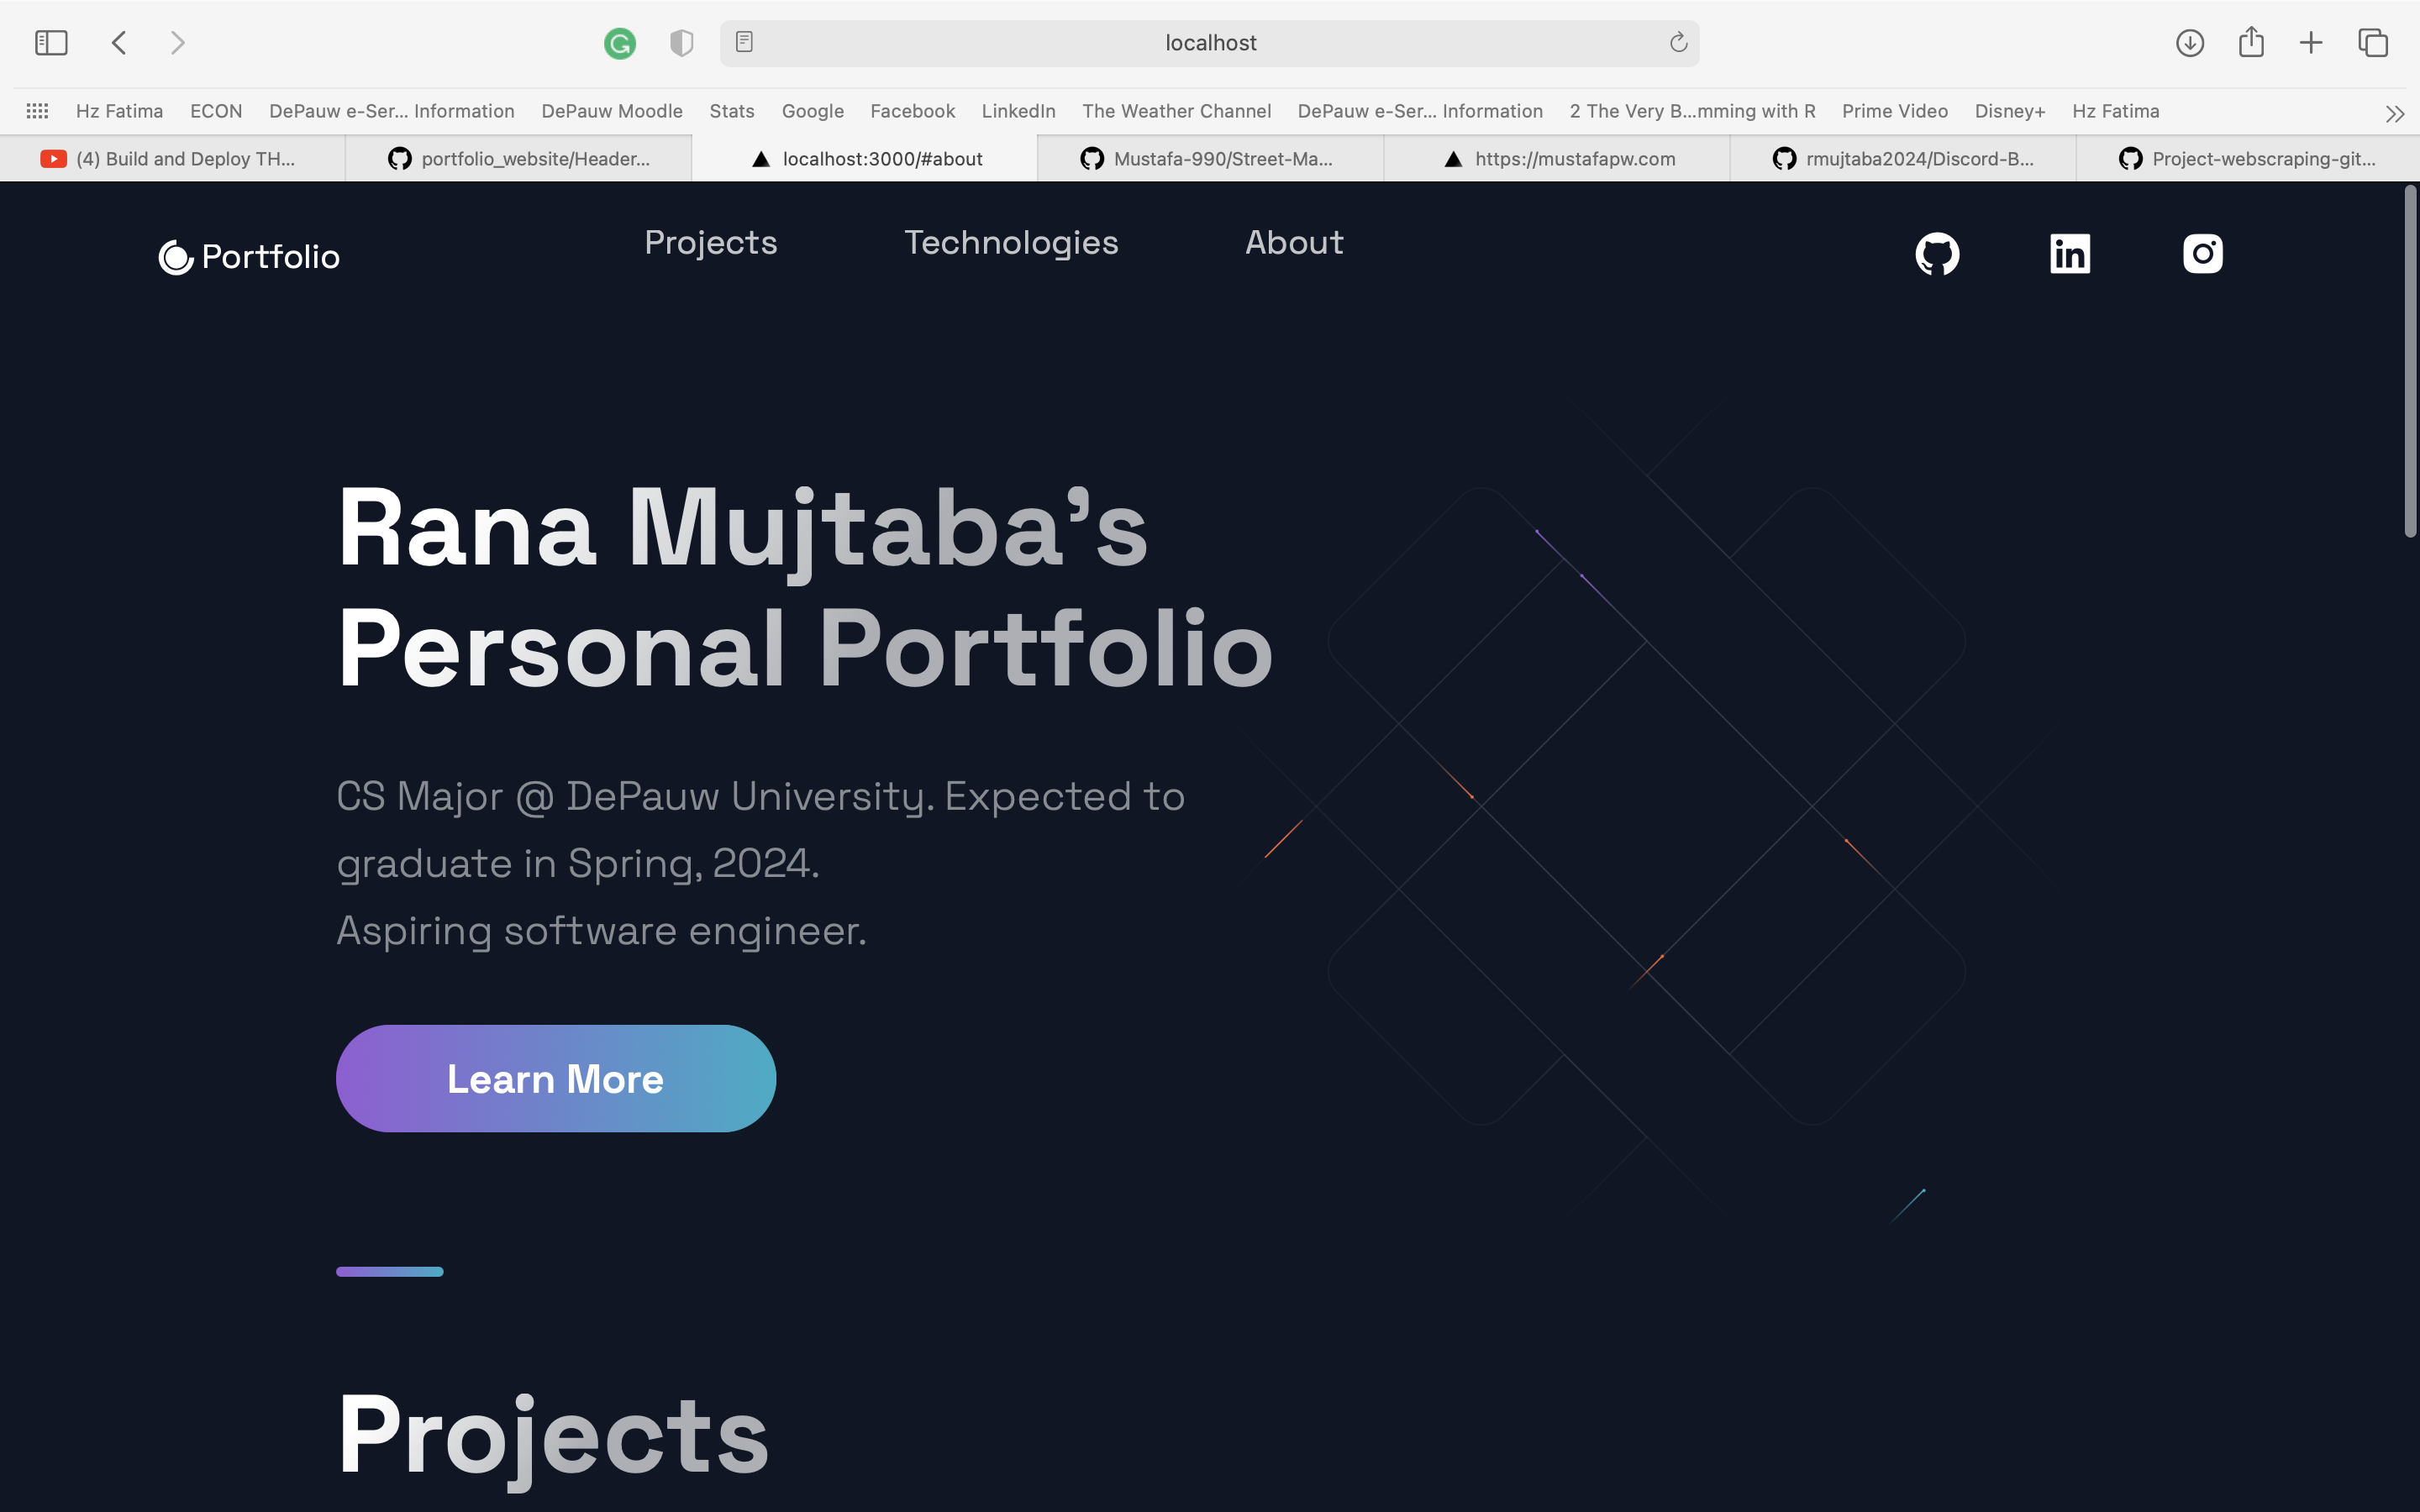 localhost
Hz Fatima ECON DePauw e-Ser... Information DePauw Moodle Stats Google Facebook LinkedIn The Weather Channel DePauw e-Ser... Information 2 The Very B...mming with R Prime Video Disney+ Hz Fatima
(4) Build and Deploy TH... portfolio_website/Header... localhost:3000/#about Mustafa-990/Street-Ma... https://mustafapw.com rmujtaba2024/Discord-B... Project-webscraping-git...
Portfolio Projects Technologies About
Rana Mujtaba’s
Personal Portfolio
CS Major @ DePauw University. Expected to
graduate in Spring, 2024.
Aspiring software engineer.
Learn More
Projects